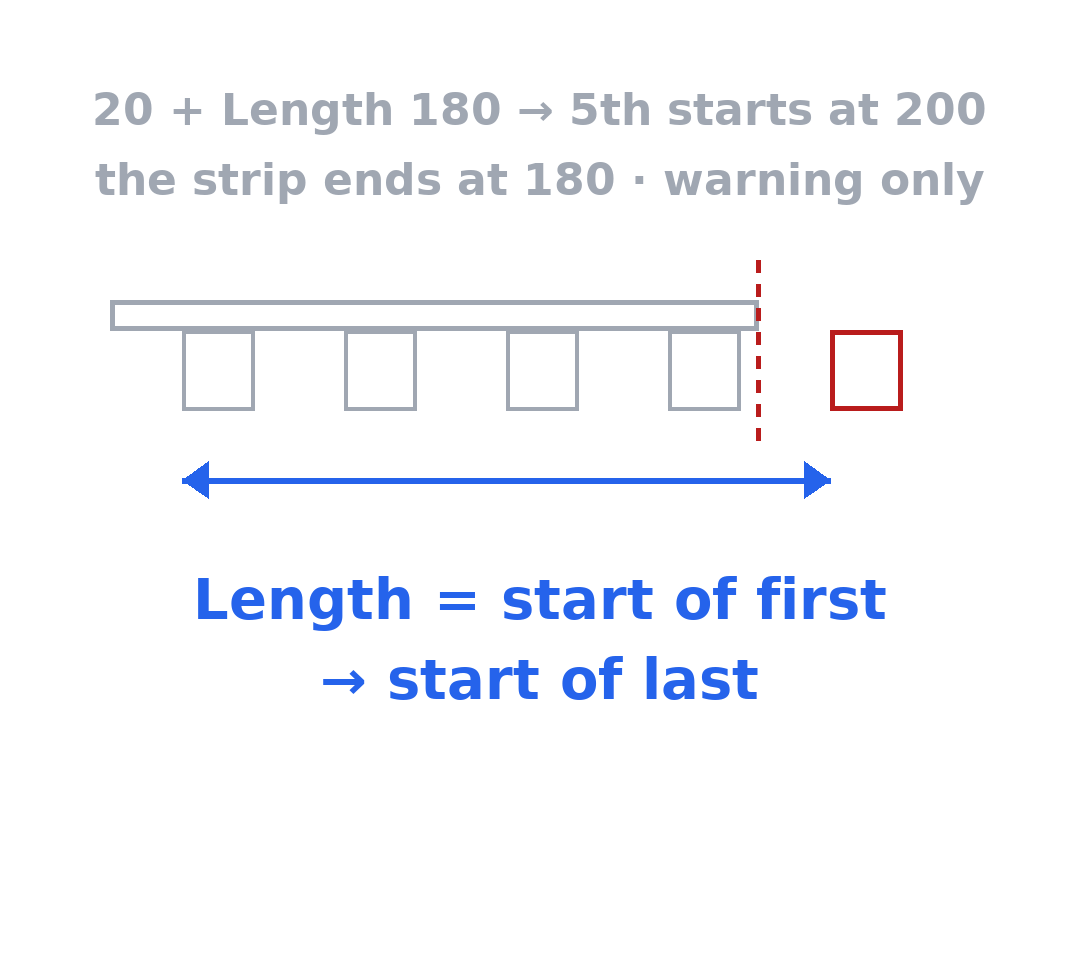 20 + Length 180 → 5th starts at 200
the strip ends at 180 · warning only
Length = start of first
→ start of last